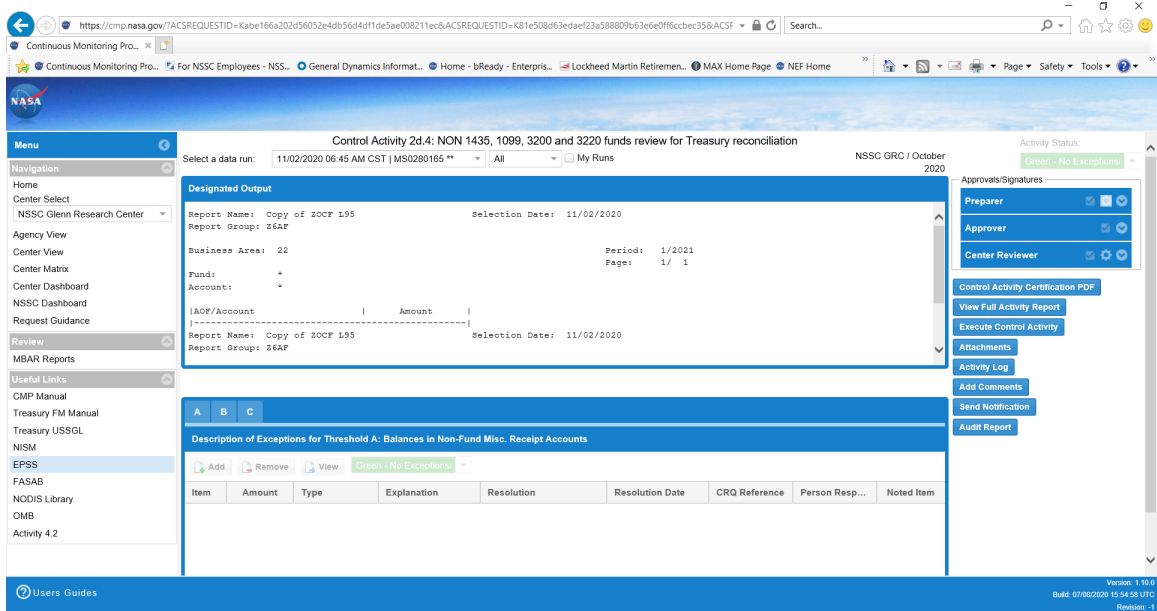 https://cmp.nasa.gov/?ACSREQUESTID=Kabe166a202d56052e4db56d4df1de5ae008211ec&ACSREQUESTID=K81e508d63edaef23a588809b63e6e0ff6ccbec35&ACSF
Search...
Continuous Monitoring Pro...
Continuous Monitoring Pro... For NSSC Employees - NSS... General Dynamics Informat... Home - bReady - Enterpris... Lockheed Martin Retiremen... MAX Home Page NEF Home
Page Safety Tools
NASA
Menu
Navigation
Home
Center Select
NSSC Glenn Research Center
Agency View
Center View
Center Matrix
Center Dashboard
NSSC Dashboard
Request Guidance
Review
MBAR Reports
Useful Links
CMP Manual
Treasury FM Manual
Treasury USSGL
NISM
EPSS
FASAB
NODIS Library
OMB
Activity 4.2
Control Activity 2d.4: NON 1435, 1099, 3200 and 3220 funds review for Treasury reconciliation
Select a data run: 11/02/2020 06:45 AM CST | MS0280165 ** All My Runs
NSSC GRC / October
2020
Designated Output
Report Name: Copy of ZOCF L95 Selection Date: 11/02/2020
Report Group: Z6AF
Business Area: 22 Period: 1/2021
Page: 1/ 1
Fund: *
Account: *
|AOF/Account | Amount |
|--------------------------------------------------|
Report Name: Copy of ZOCF L95 Selection Date: 11/02/2020
Report Group: Z6AF
A B C
Description of Exceptions for Threshold A: Balances in Non-Fund Misc. Receipt Accounts
Add Remove View Green - No Exceptions
Item Amount Type Explanation Resolution Resolution Date CRQ Reference Person Resp... Noted Item
Activity Status:
Green - No Exceptions
Approvals/Signatures
Preparer
Approver
Center Reviewer
Control Activity Certification PDF
View Full Activity Report
Execute Control Activity
Attachments
Activity Log
Add Comments
Send Notification
Audit Report
Users Guides
Version: 1.10.0
Build: 07/08/2020 15:54:58 UTC
Revision: -1